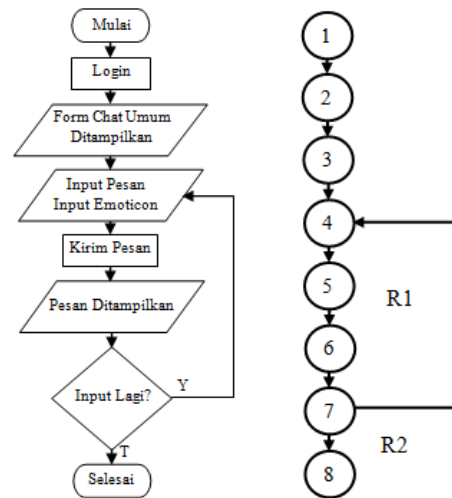 Mulai
Login
Form Chat Umum
Ditampilkan
Input Pesan
Input Emoticon
Kirim Pesan
Pesan Ditampilkan
Input Lagi?
Y
T
Selesai
1
2
3
4
5
R1
6
7
R2
8